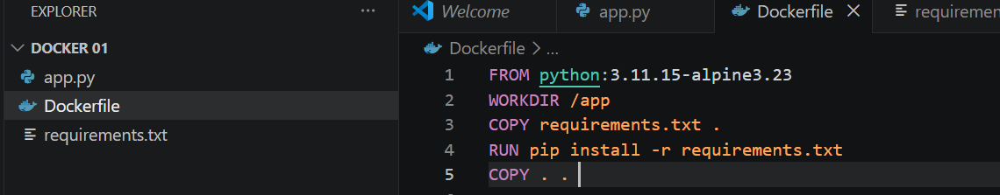 EXPLORER ...
DOCKER 01
app.py
Dockerfile
requirements.txt
Welcome app.py Dockerfile requiremen
Dockerfile > ...
1 FROM python:3.11.15-alpine3.23
2 WORKDIR /app
3 COPY requirements.txt .
4 RUN pip install -r requirements.txt
5 COPY . .